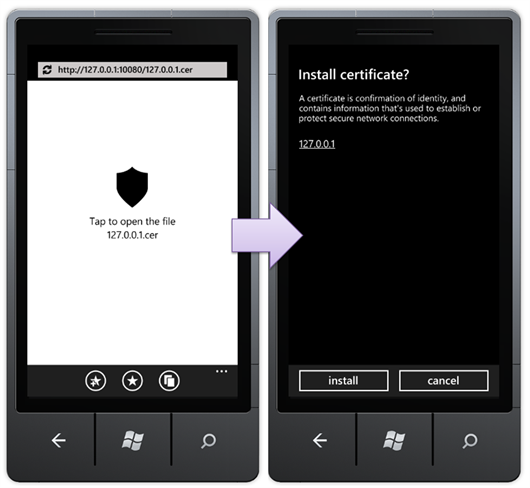 http://127.0.0.1:10080/127.0.0.1.cer
Tap to open the file
127.0.0.1.cer
Install certificate?
A certificate is confirmation of identity, and
contains information that's used to establish or
protect secure network connections.
127.0.0.1
install
cancel